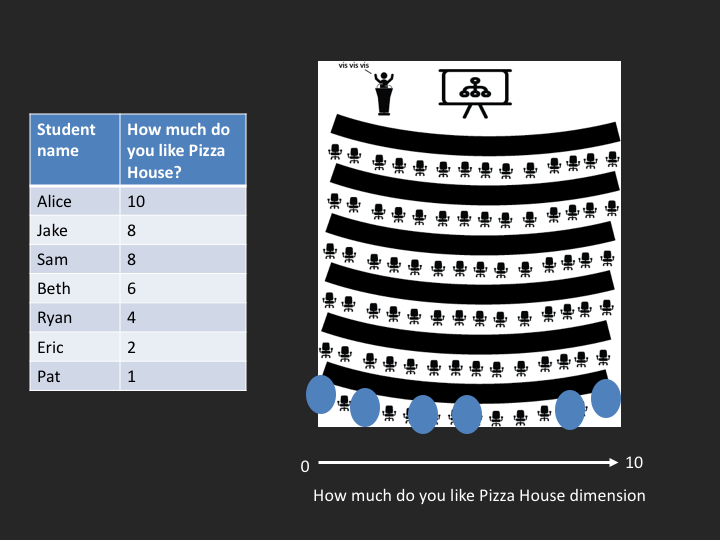 vis vis vis
Student name
How much do you like Pizza House?
Alice 10
Jake 8
Sam 8
Beth 6
Ryan 4
Eric 2
Pat 1
0
10
How much do you like Pizza House dimension